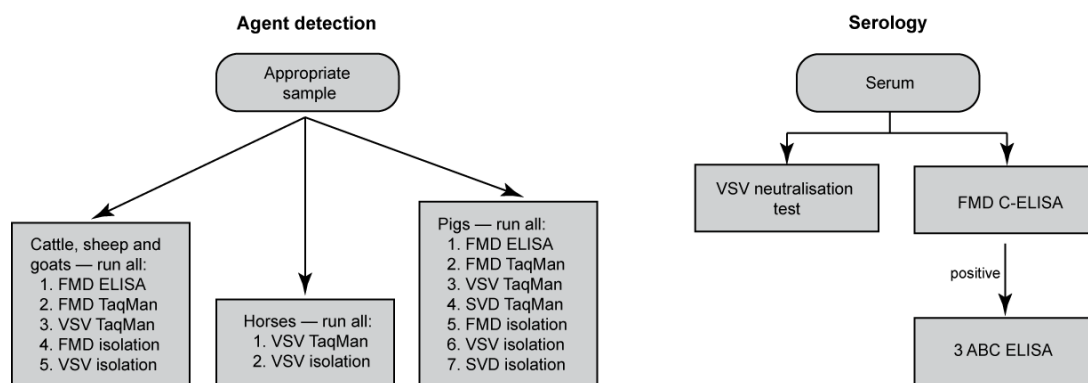 Agent detection
Appropriate
sample
Cattle, sheep and
goats — run all:
1. FMD ELISA
2. FMD TaqMan
3. VSV TaqMan
4. FMD isolation
5. VSV isolation
Horses — run all:
1. VSV TaqMan
2. VSV isolation
Pigs — run all:
1. FMD ELISA
2. FMD TaqMan
3. VSV TaqMan
4. SVD TaqMan
5. FMD isolation
6. VSV isolation
7. SVD isolation
Serology
Serum
VSV neutralisation
test
FMD C-ELISA
positive
3 ABC ELISA